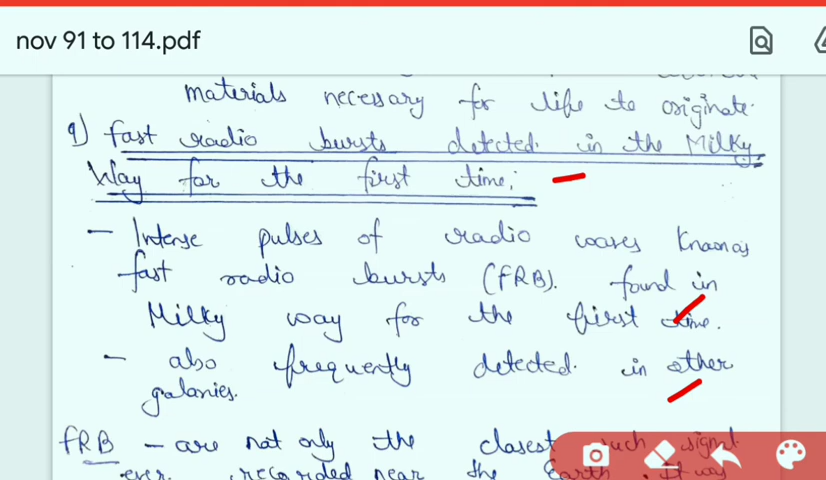 nov 91 to 114.pdf
materials necessary for life to originate.
9) fast radio bursts detected in the Milky
Way for the first time;
- Intense pulses of radio waves known as
fast radio bursts (FRB). found in
Milky way for the first time.
- also frequently detected in other
galaxies.
FRB - are not only the closest such signal
ever recorded near the Earth. It was